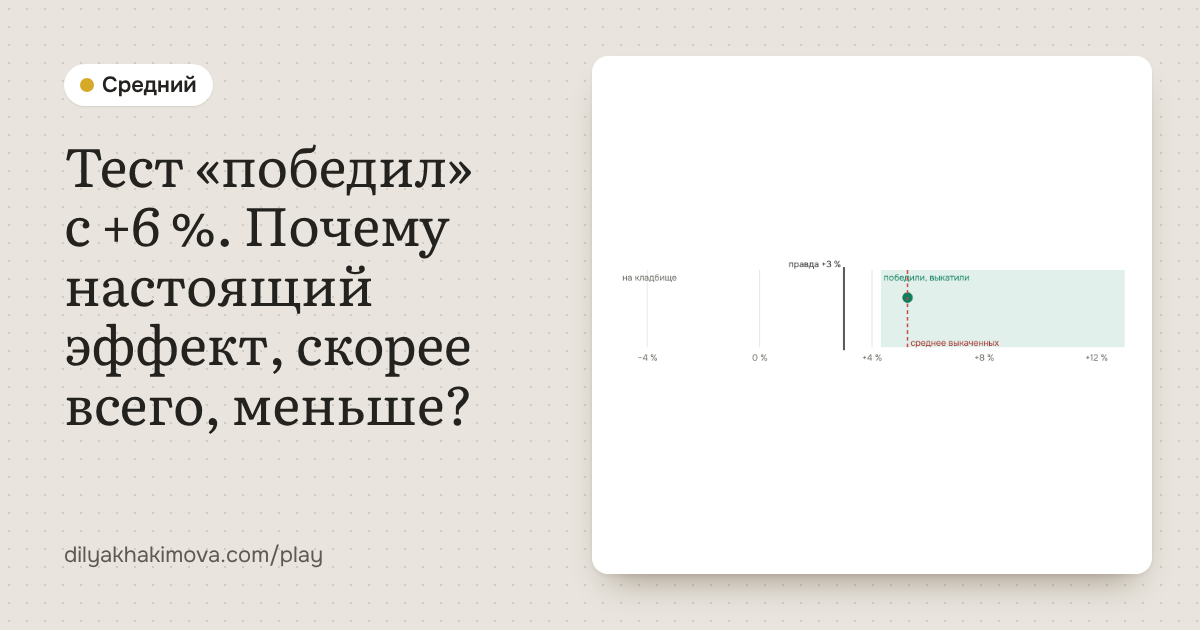 Средний
Тест «победил»
с +6 %. Почему
настоящий
эффект, скорее
всего, меньше?
dilyakhakimova.com/play
правда +3 %
на кладбище
победили, выкатили
среднее выкаченных
−4 %
0 %
+4 %
+8 %
+12 %